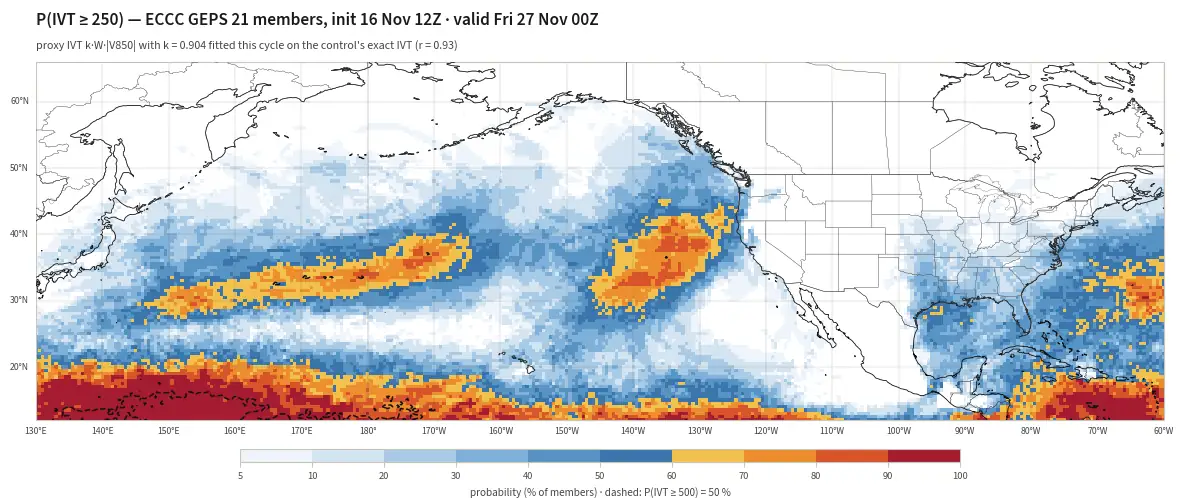 P(IVT ≥ 250) — ECCC GEPS 21 members, init 16 Nov 12Z · valid Fri 27 Nov 00Z
proxy IVT k·W·|V850| with k = 0.904 fitted this cycle on the control's exact IVT (r = 0.93)
60°N
50°N
40°N
30°N
20°N
130°E 140°E 150°E 160°E 170°E 180° 170°W 160°W 150°W 140°W 130°W 120°W 110°W 100°W 90°W 80°W 70°W 60°W
5 10 20 30 40 50 60 70 80 90 100
probability (% of members) · dashed: P(IVT ≥ 500) = 50 %